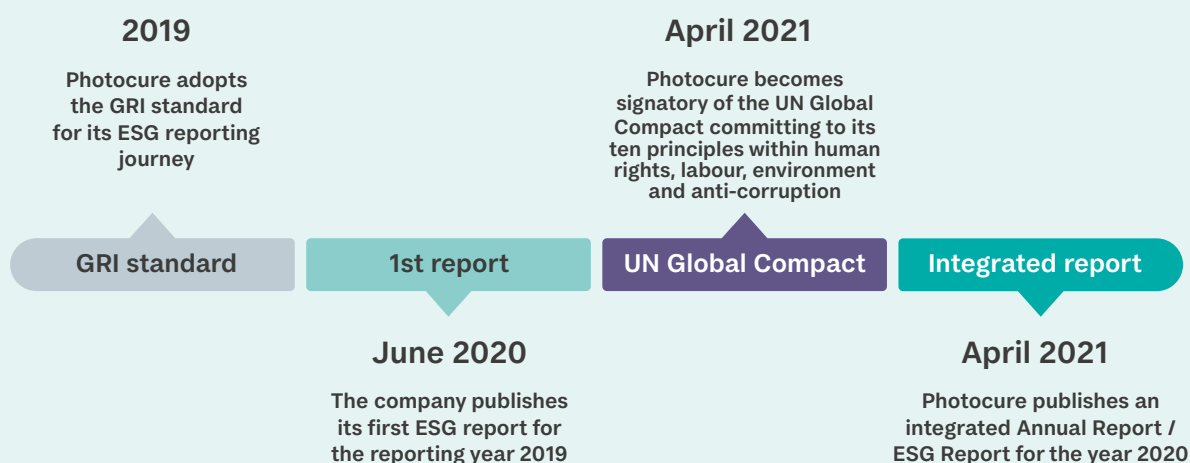 2019
Photocure adopts
the GRI standard
for its ESG reporting
journey
April 2021
Photocure becomes
signatory of the UN Global
Compact committing to its
ten principles within human
rights, labour, environment
and anti-corruption
GRI standard
1st report
UN Global Compact
Integrated report
June 2020
The company publishes
its first ESG report for
the reporting year 2019
April 2021
Photocure publishes an
integrated Annual Report /
ESG Report for the year 2020